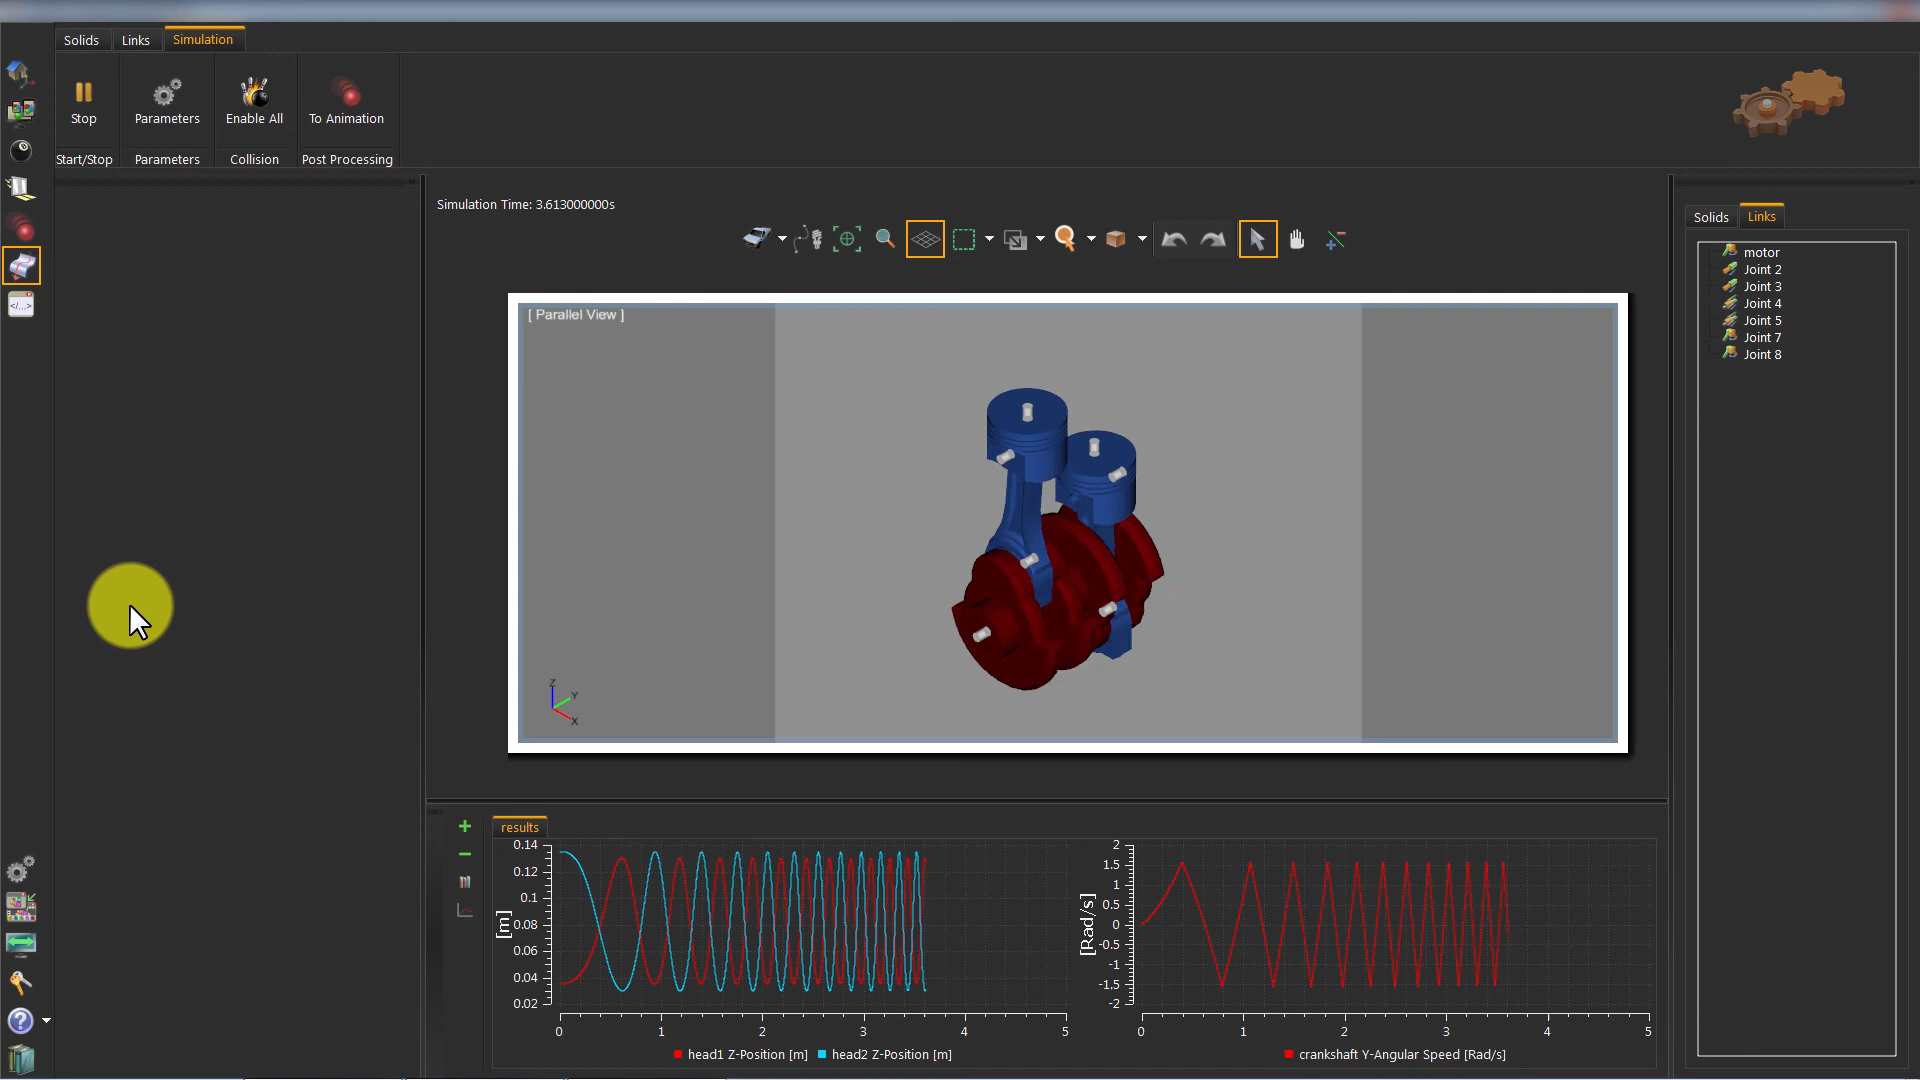 Solids Links Simulation
Stop Parameters Enable All To Animation
Start/Stop Parameters Collision Post Processing
Simulation Time: 3.613000000s
[ Parallel View ]
Z
Y
X
Solids Links
motor
Joint 2
Joint 3
Joint 4
Joint 5
Joint 7
Joint 8
results
[m]
0.14
0.12
0.1
0.08
0.06
0.04
0.02
0 1 2 3 4 5
head1 Z-Position [m] head2 Z-Position [m]
[Rad/s]
2
1.5
1
0.5
0
-0.5
-1
-1.5
-2
0 1 2 3 4 5
crankshaft Y-Angular Speed [Rad/s]